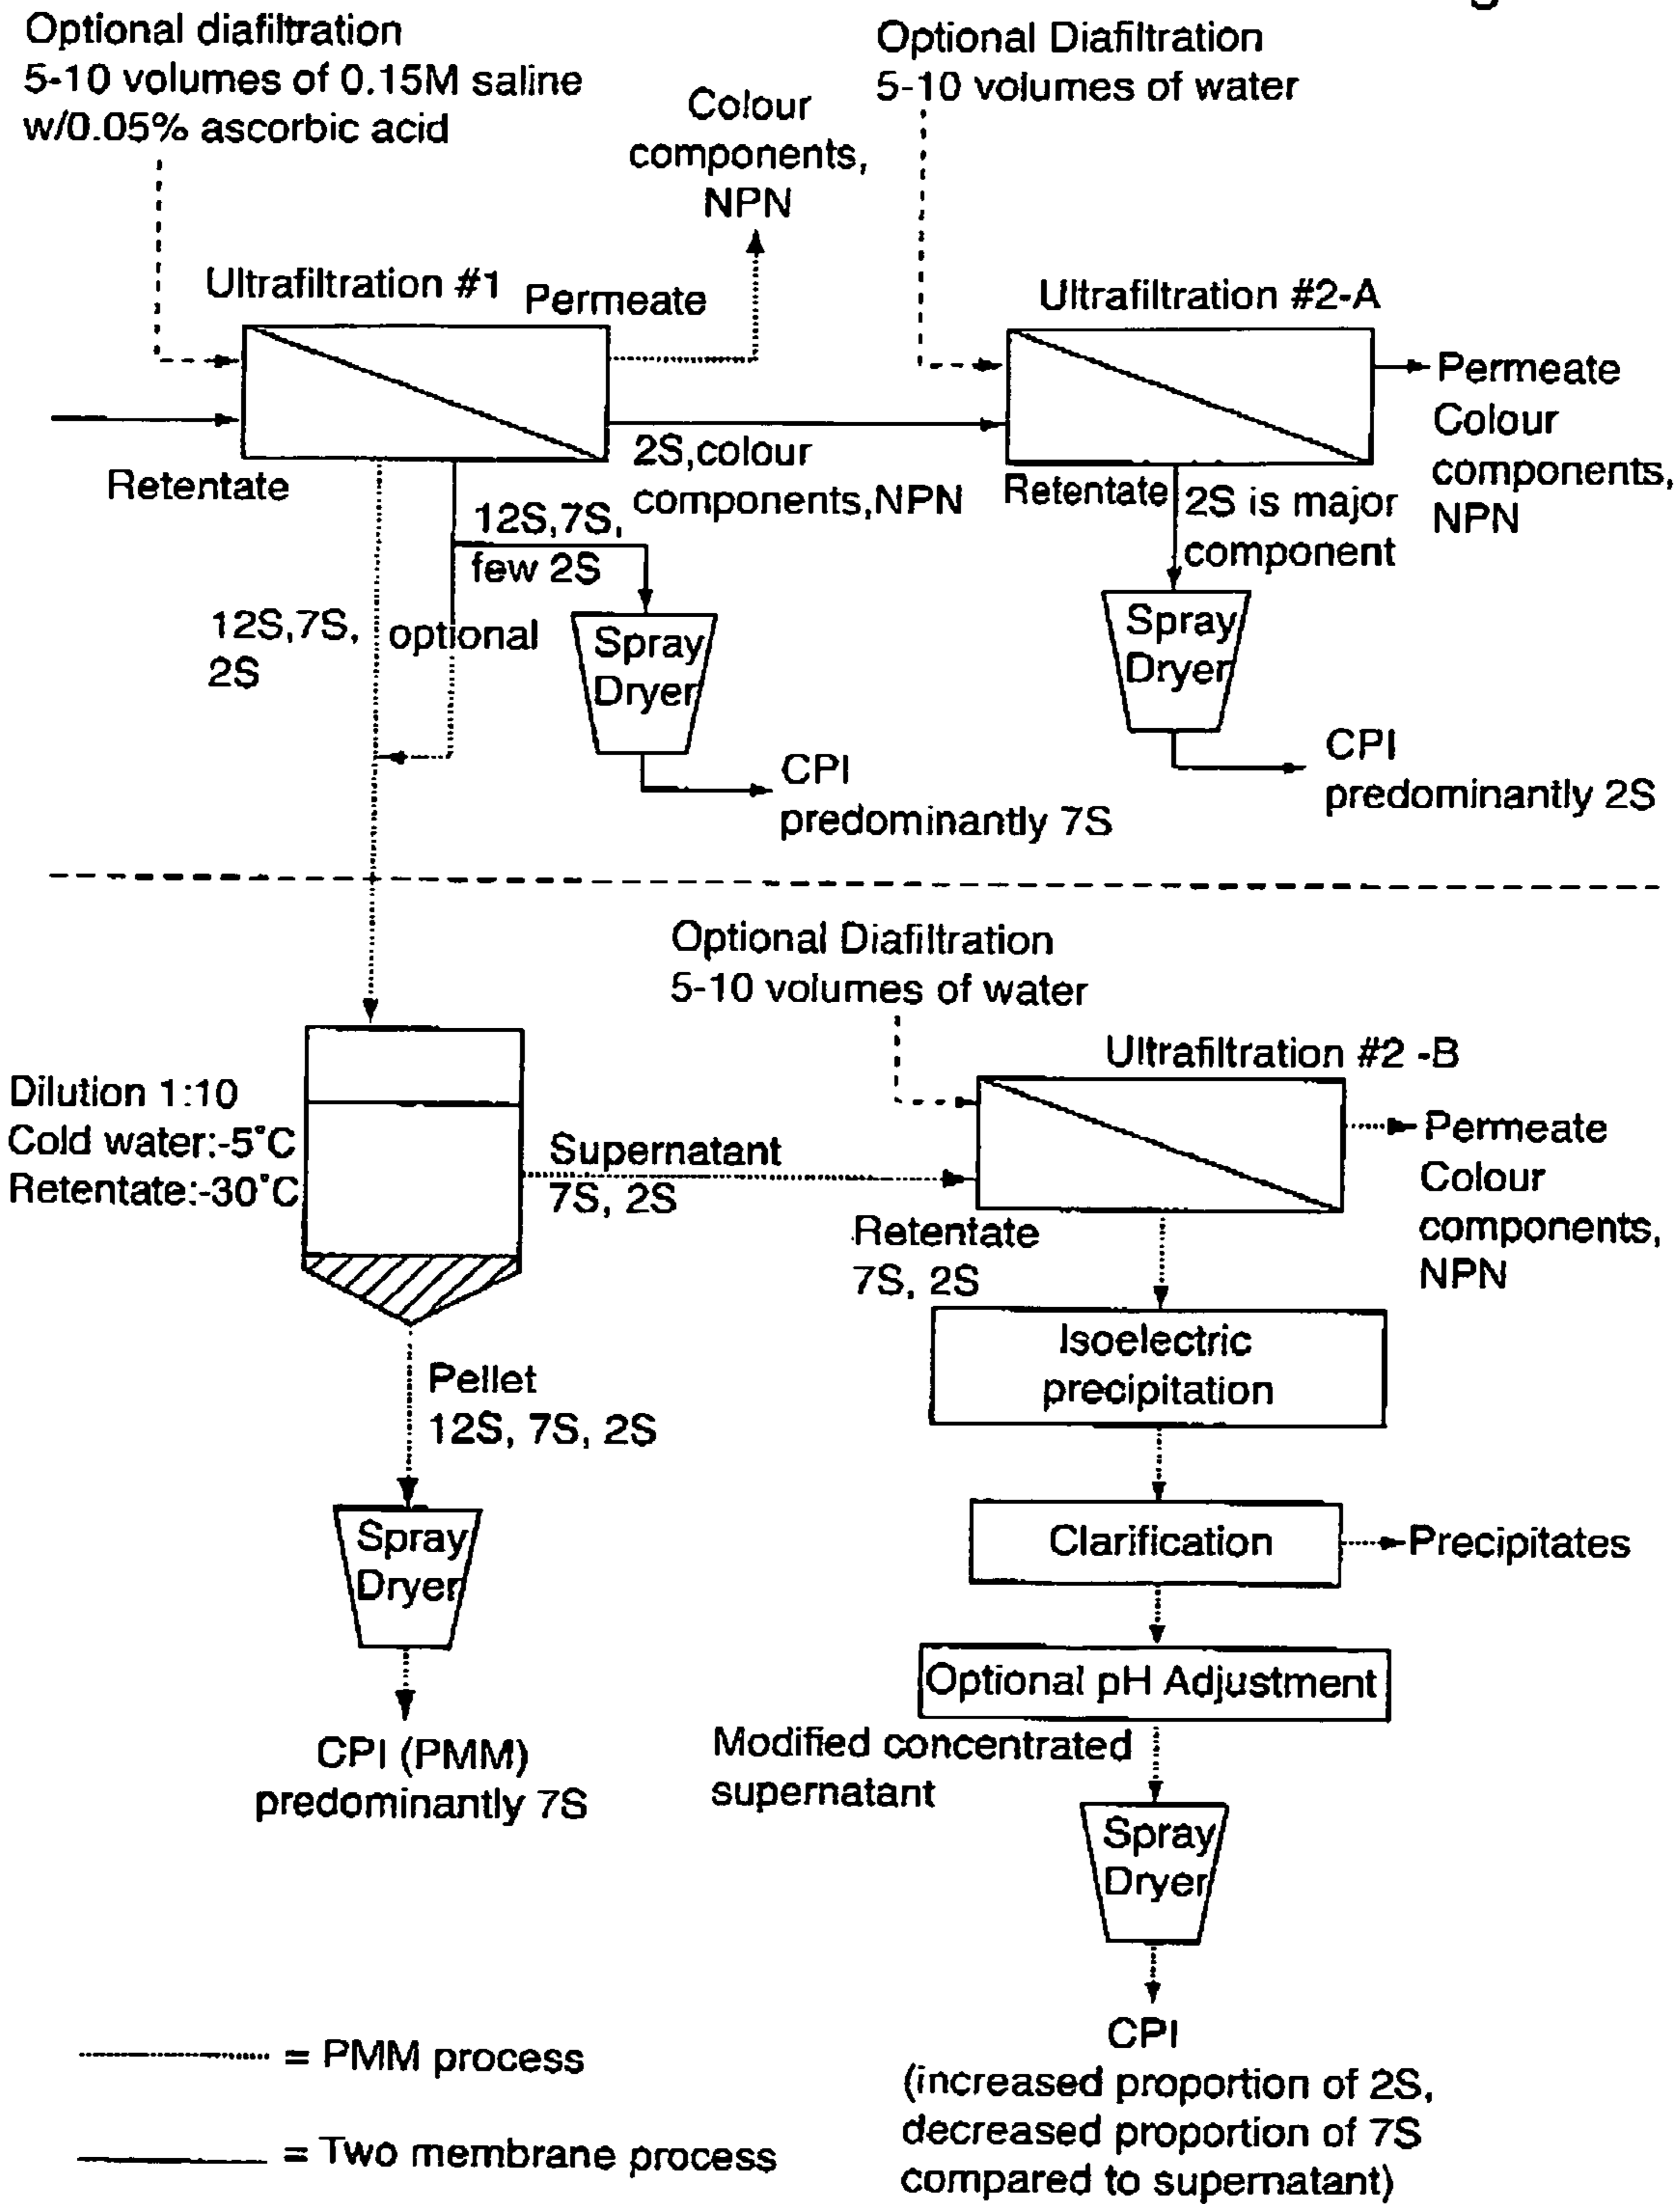 Optional diafiltration
5-10 volumes of 0.15M saline
w/0.05% ascorbic acid
Colour
components,
NPN
Optional Diafiltration
5-10 volumes of water
Ultrafiltration #1
Permeate
Ultrafiltration #2-A
Permeate
Colour
components,
NPN
Retentate
2S,colour
components,NPN
Retentate
2S is major
component
12S,7S,
few 2S
12S,7S,
2S
optional
Spray
Dryer
Spray
Dryer
CPI
predominantly 7S
CPI
predominantly 2S
Optional Diafiltration
5-10 volumes of water
Ultrafiltration #2 -B
Dilution 1:10
Cold water:-5°C
Retentate:-30°C
Supernatant
7S, 2S
Permeate
Colour
components,
NPN
Retentate
7S, 2S
Isoelectric
precipitation
Pellet
12S, 7S, 2S
Clarification
Precipitates
Spray
Dryer
Optional pH Adjustment
CPI (PMM)
predominantly 7S
Modified concentrated
supernatant
Spray
Dryer
CPI
(increased proportion of 2S,
decreased proportion of 7S
compared to supernatant)
= PMM process
= Two membrane process